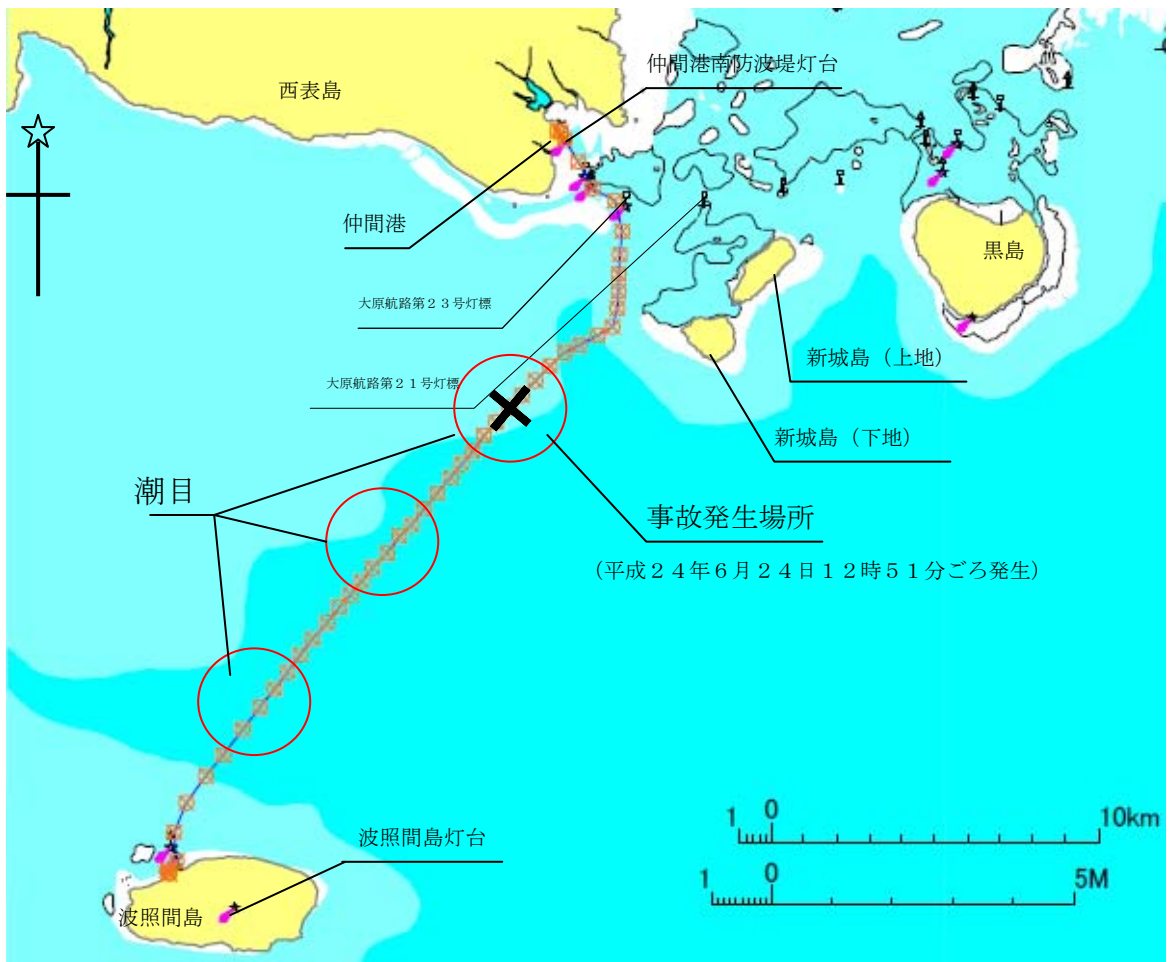 仲間港南防波堤灯台
西表島
仲間港
黒島
大原航路第２３号灯標
新城島（上地）
大原航路第２１号灯標
新城島（下地）
潮目
事故発生場所
（平成２４年６月２４日１２時５１分ごろ発生）
1 0 10km
波照間島灯台
1 0 5M
波照間島